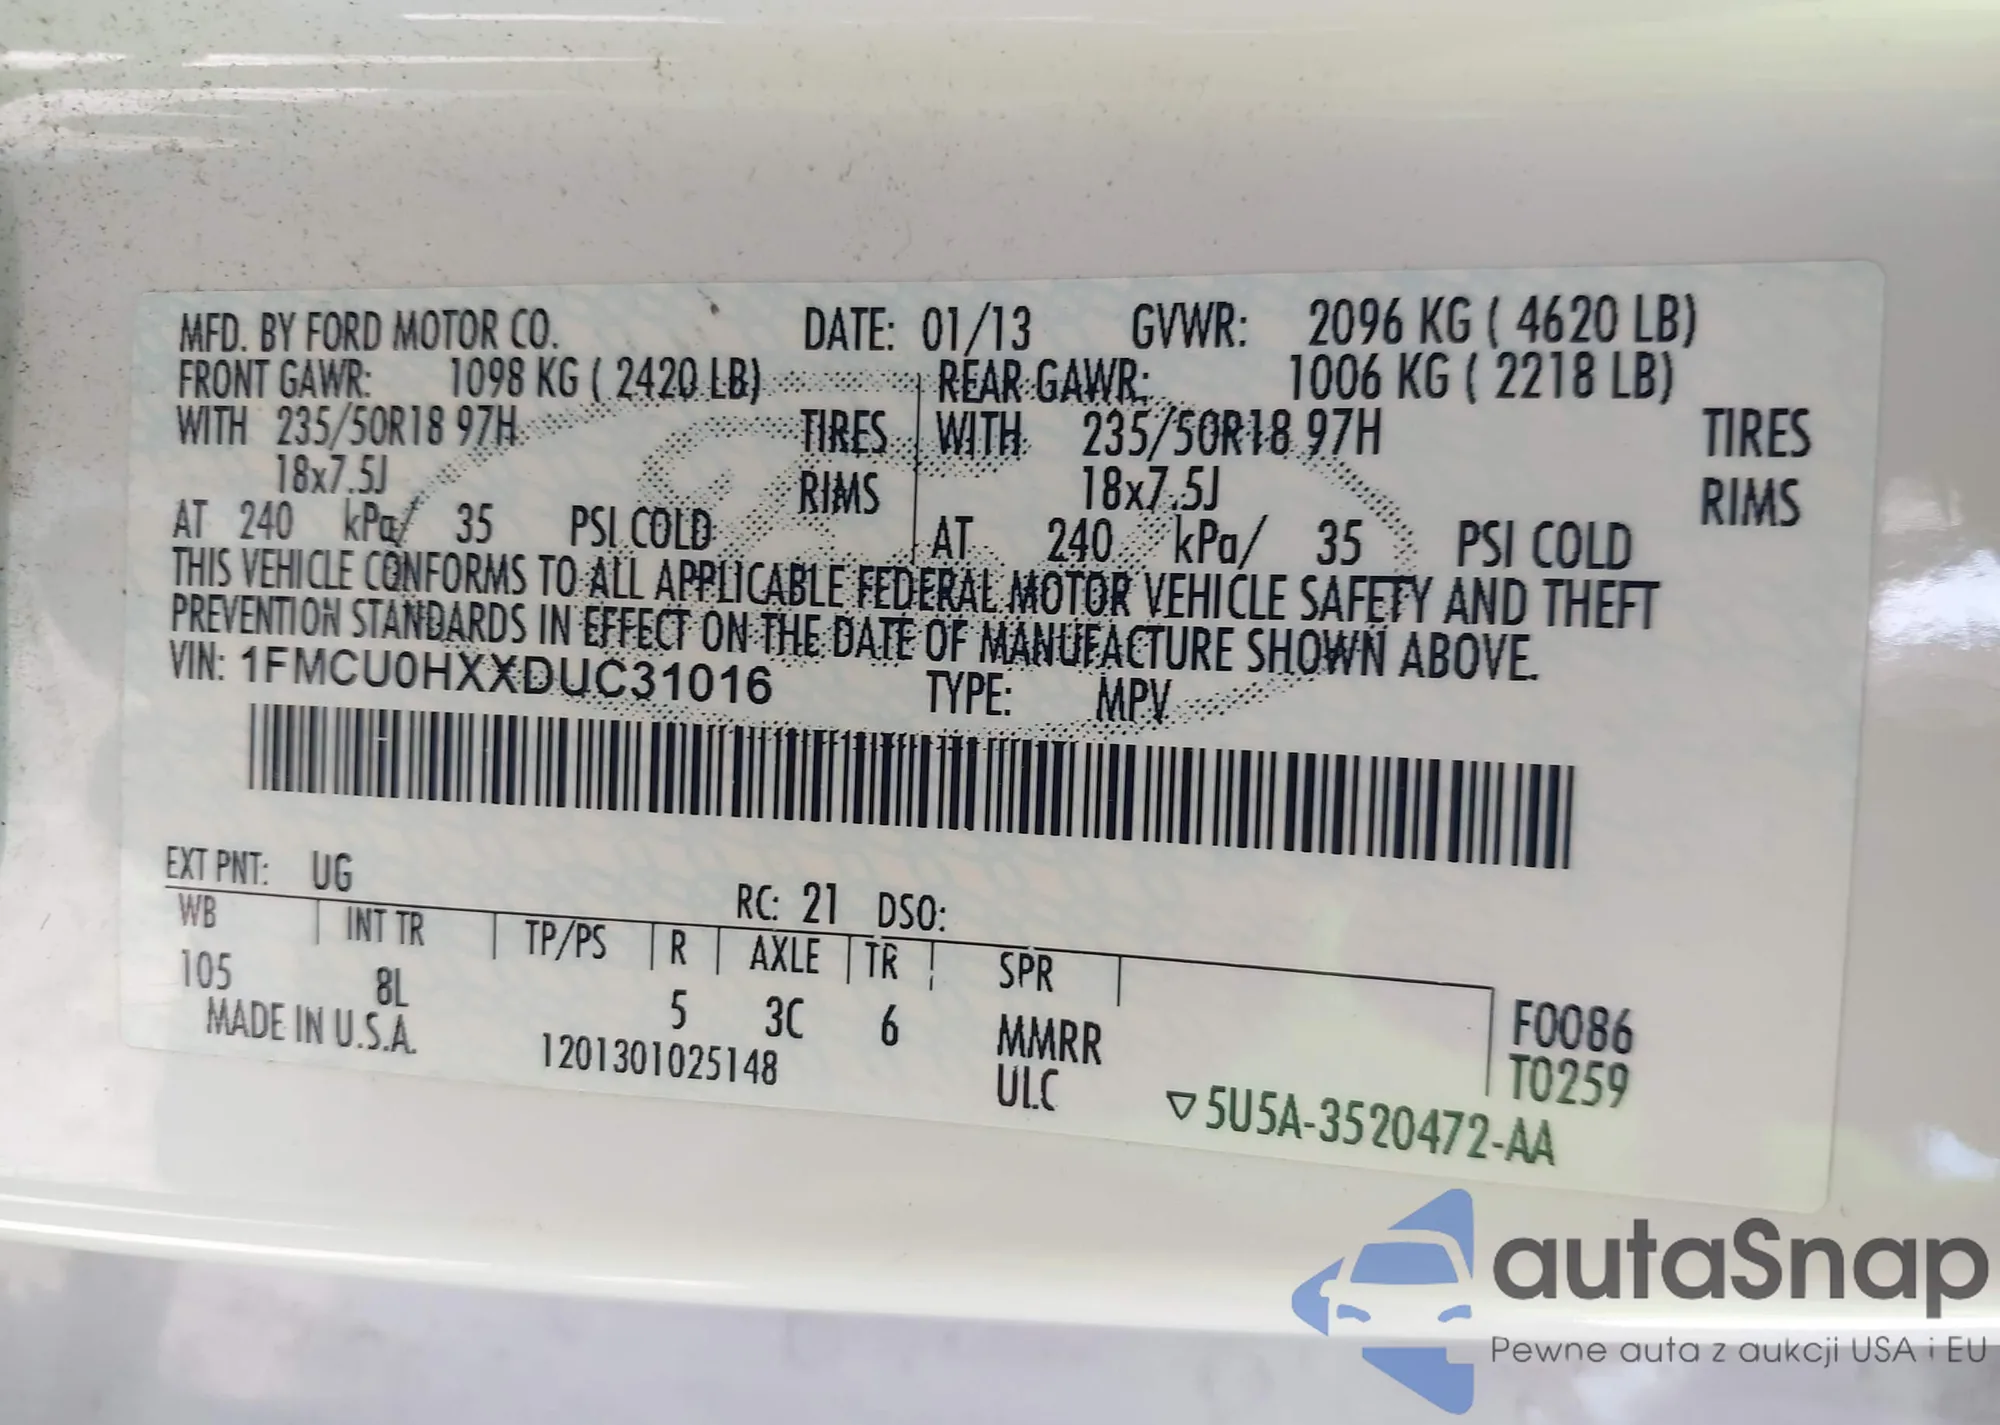 MFD. BY FORD MOTOR CO. DATE: 01/13 GVWR: 2096 KG ( 4620 LB)
FRONT GAWR: 1098 KG ( 2420 LB) REAR GAWR: 1006 KG ( 2218 LB)
WITH 235/50R18 97H TIRES WITH 235/50R18 97H TIRES
18x7.5J RIMS 18x7.5J RIMS
AT 240 kPa/ 35 PSI COLD AT 240 kPa/ 35 PSI COLD
THIS VEHICLE CONFORMS TO ALL APPLICABLE FEDERAL MOTOR VEHICLE SAFETY AND THEFT
PREVENTION STANDARDS IN EFFECT ON THE DATE OF MANUFACTURE SHOWN ABOVE.
VIN: 1FMCU0HXXDUC31016 TYPE: MPV
EXT PNT: UG RC: 21 DSO:
WB INT TR TP/PS R AXLE TR SPR
105 8L 5 3C 6 MMRR F0086
MADE IN U.S.A. 1201301025148 ULC T0259
▽5U5A-3520472-AA
autaSnap
Pewne auta z aukcji USA i EU